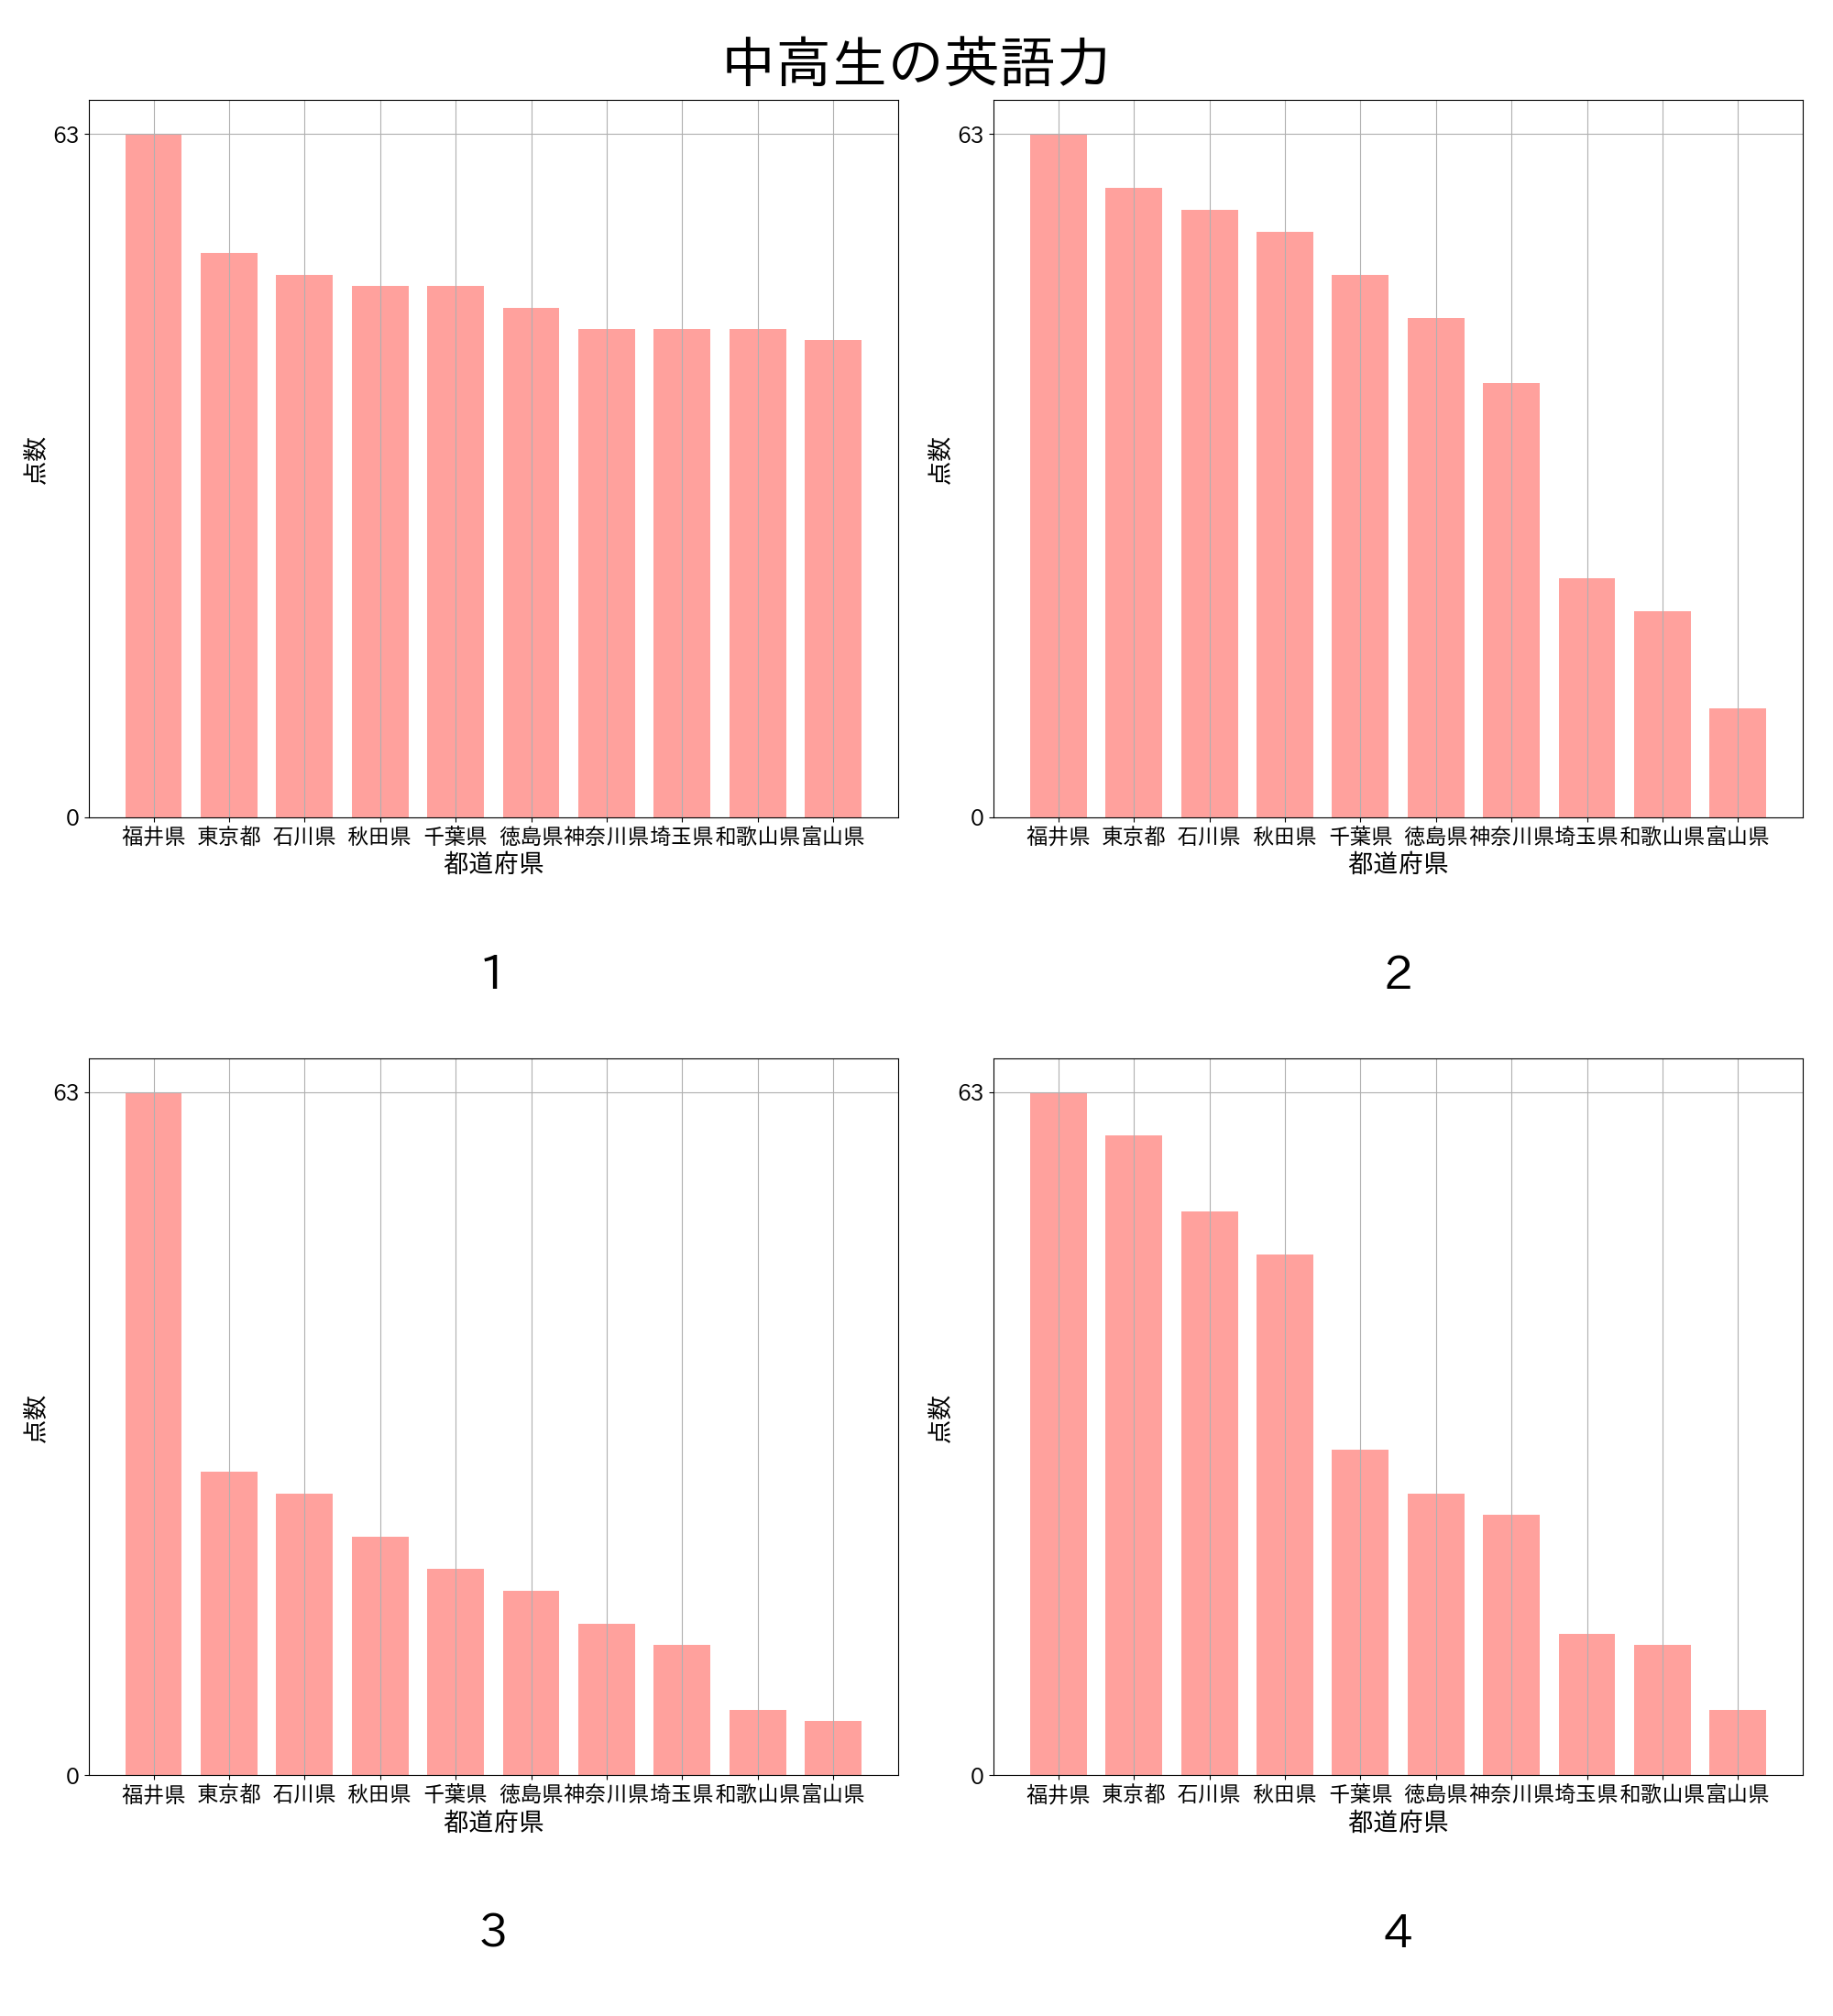 中高生の英語力
63
点数
0
福井県 東京都 石川県 秋田県 千葉県 徳島県 神奈川県 埼玉県 和歌山県 富山県
都道府県
1
63
点数
0
福井県 東京都 石川県 秋田県 千葉県 徳島県 神奈川県 埼玉県 和歌山県 富山県
都道府県
2
63
点数
0
福井県 東京都 石川県 秋田県 千葉県 徳島県 神奈川県 埼玉県 和歌山県 富山県
都道府県
3
63
点数
0
福井県 東京都 石川県 秋田県 千葉県 徳島県 神奈川県 埼玉県 和歌山県 富山県
都道府県
4